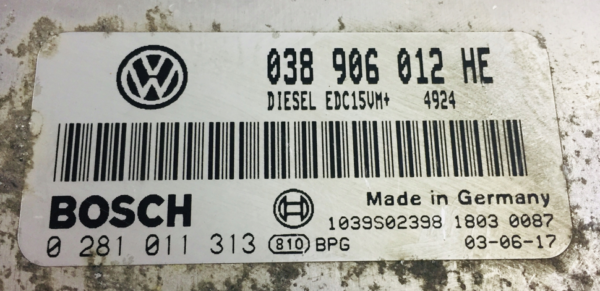 VW
038 906 012 HE
DIESEL EDC15VM+ 4924
BOSCH
Made in Germany
1039S02398 1803 0087
0 281 011 313 810 BPG 03-06-17